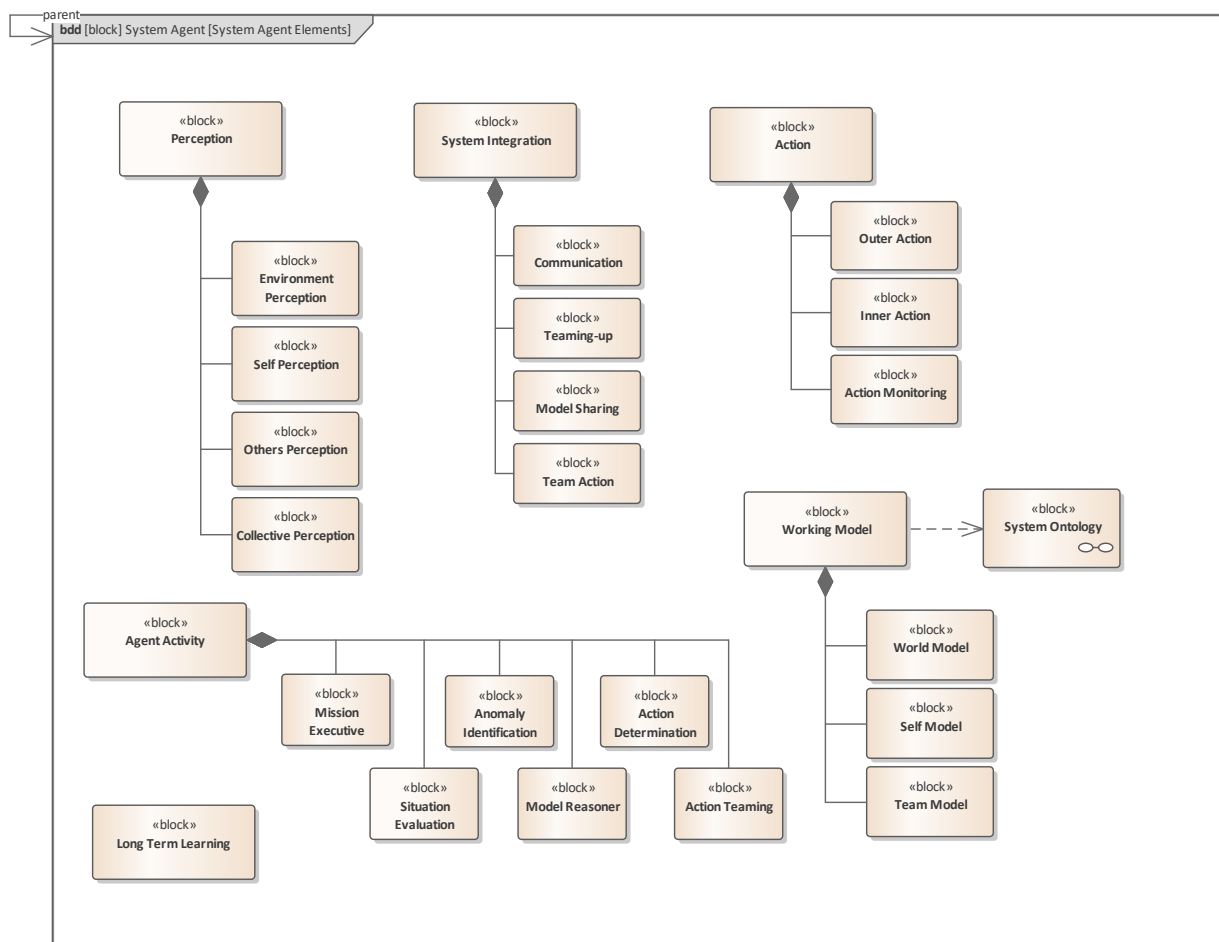 parent
bdd [block] System Agent [System Agent Elements]
«block»
Perception
«block»
Environment
Perception
«block»
Self Perception
«block»
Others Perception
«block»
Collective Perception
«block»
System Integration
«block»
Communication
«block»
Teaming-up
«block»
Model Sharing
«block»
Team Action
«block»
Action
«block»
Outer Action
«block»
Inner Action
«block»
Action Monitoring
«block»
Working Model
«block»
System Ontology
«block»
World Model
«block»
Self Model
«block»
Team Model
«block»
Agent Activity
«block»
Mission
Executive
«block»
Situation
Evaluation
«block»
Anomaly
Identification
«block»
Model Reasoner
«block»
Action
Determination
«block»
Action Teaming
«block»
Long Term Learning